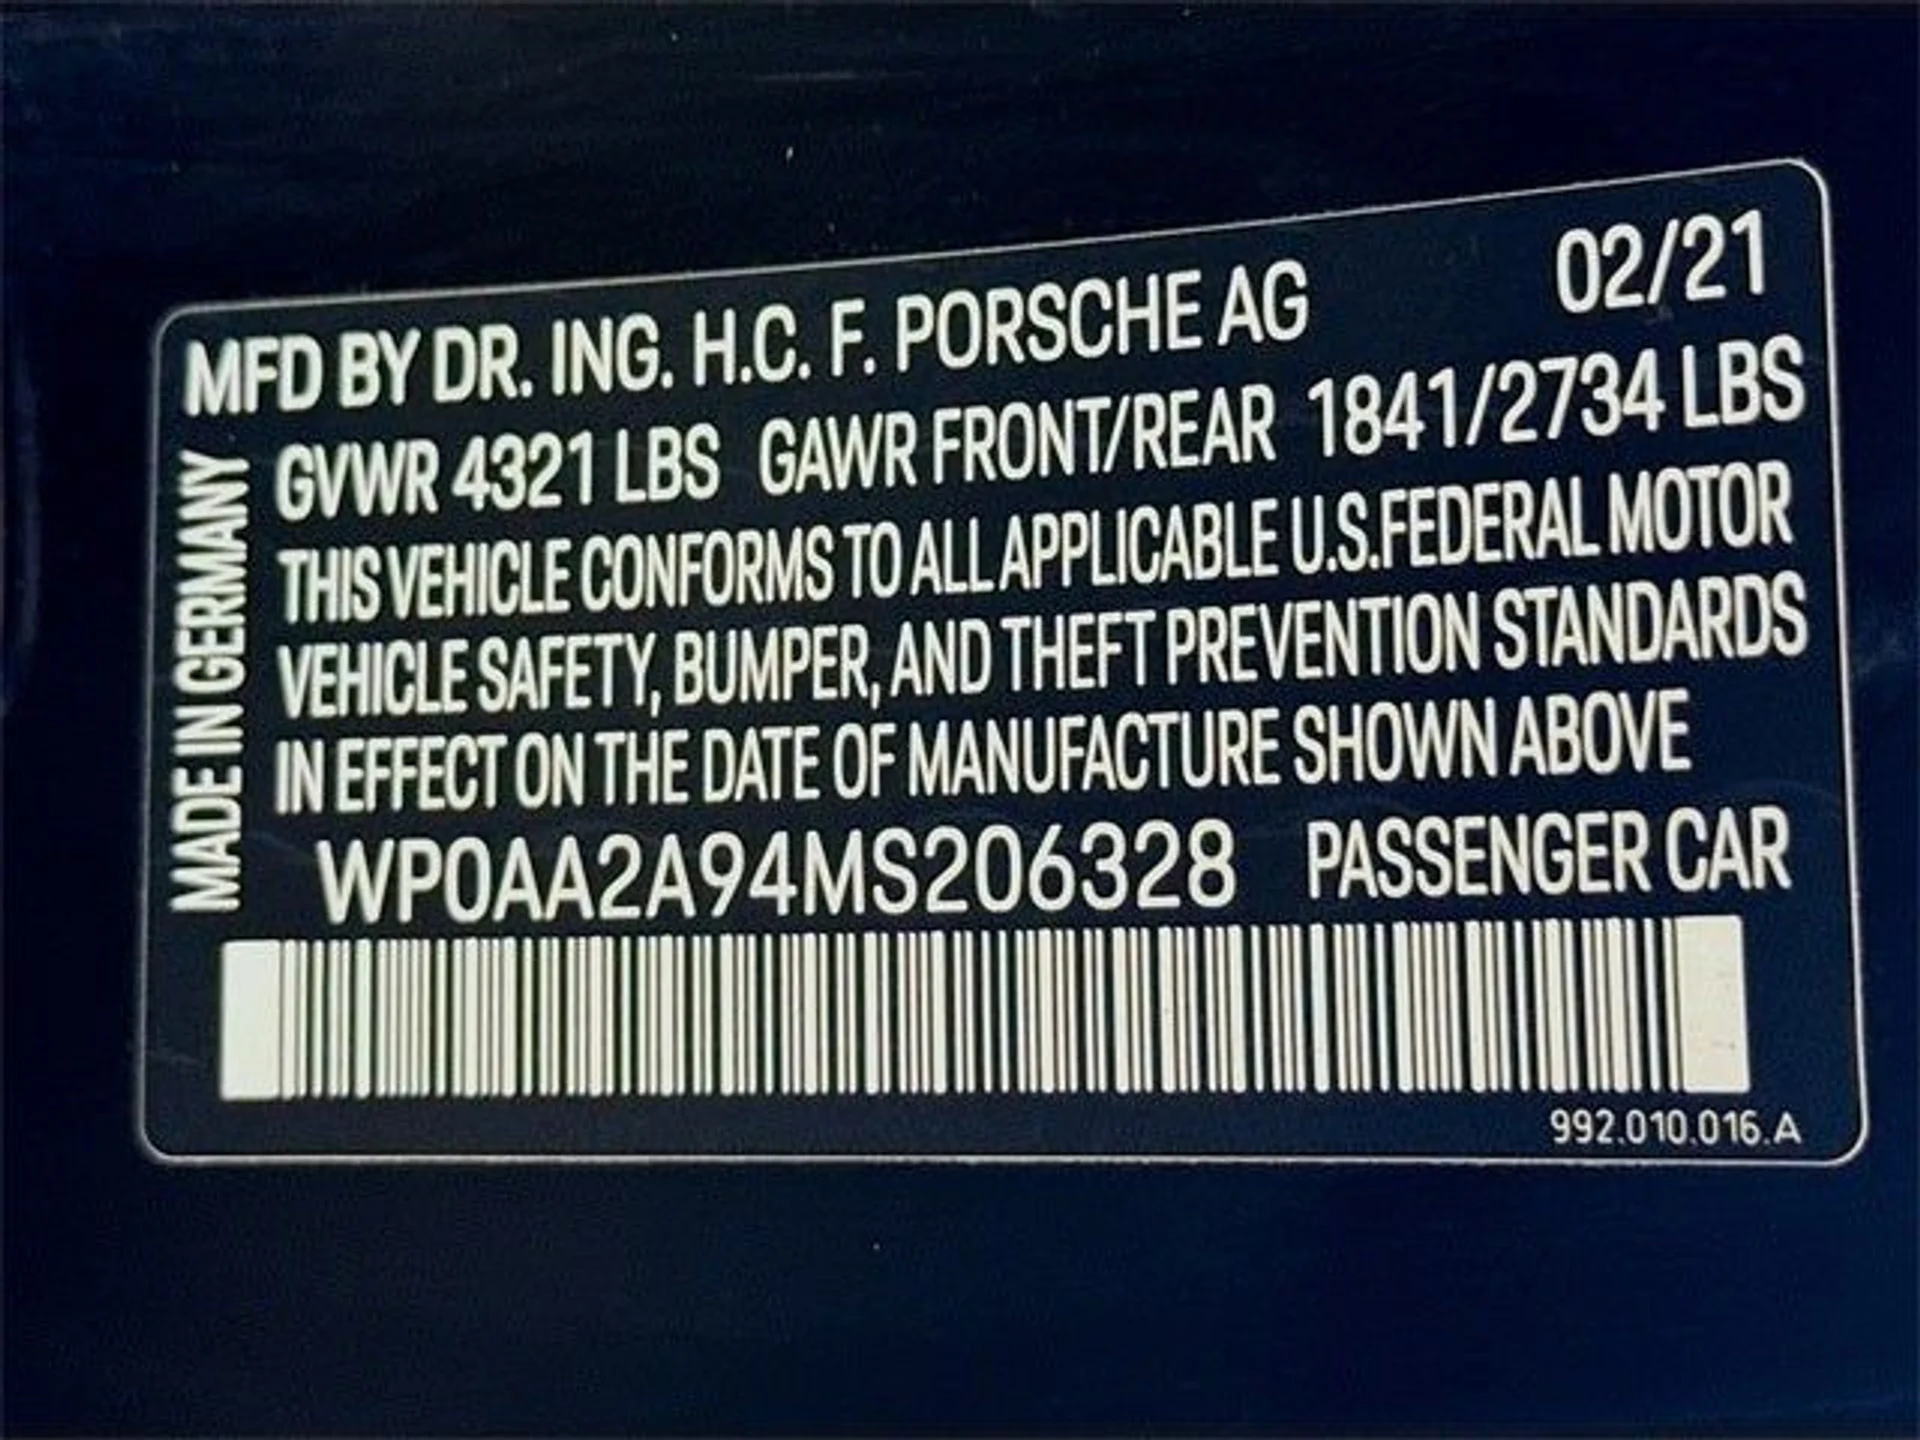 MFD BY DR. ING. H.C. F. PORSCHE AG 02/21
GVWR 4321 LBS GAWR FRONT/REAR 1841/2734 LBS
THIS VEHICLE CONFORMS TO ALL APPLICABLE U.S.FEDERAL MOTOR
VEHICLE SAFETY, BUMPER, AND THEFT PREVENTION STANDARDS
IN EFFECT ON THE DATE OF MANUFACTURE SHOWN ABOVE
WP0AA2A94MS206328 PASSENGER CAR
MADE IN GERMANY
992.010.016.A